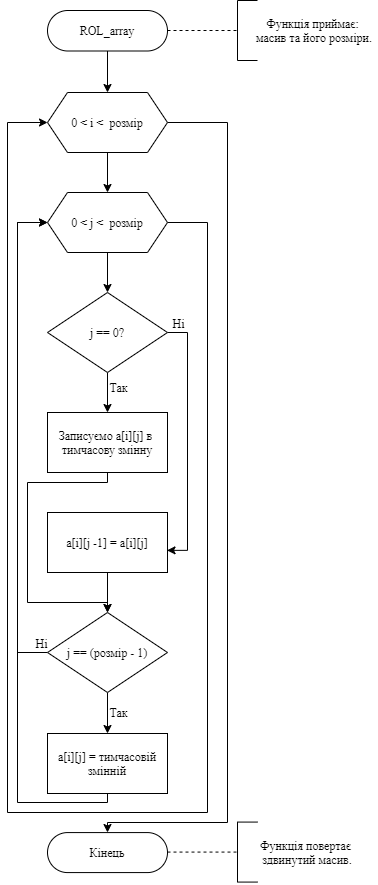 ROL_array
Функція приймає:
масив та його розміри.
0 < i < розмір
0 < j < розмір
j == 0?
Ні
Так
Записуємо a[i][j] в
тимчасову змінну
a[i][j -1] = a[i][j]
Ні
j == (розмір - 1)
Так
a[i][j] = тимчасовій
змінній
Кінець
Функція повертає
здвинутий масив.